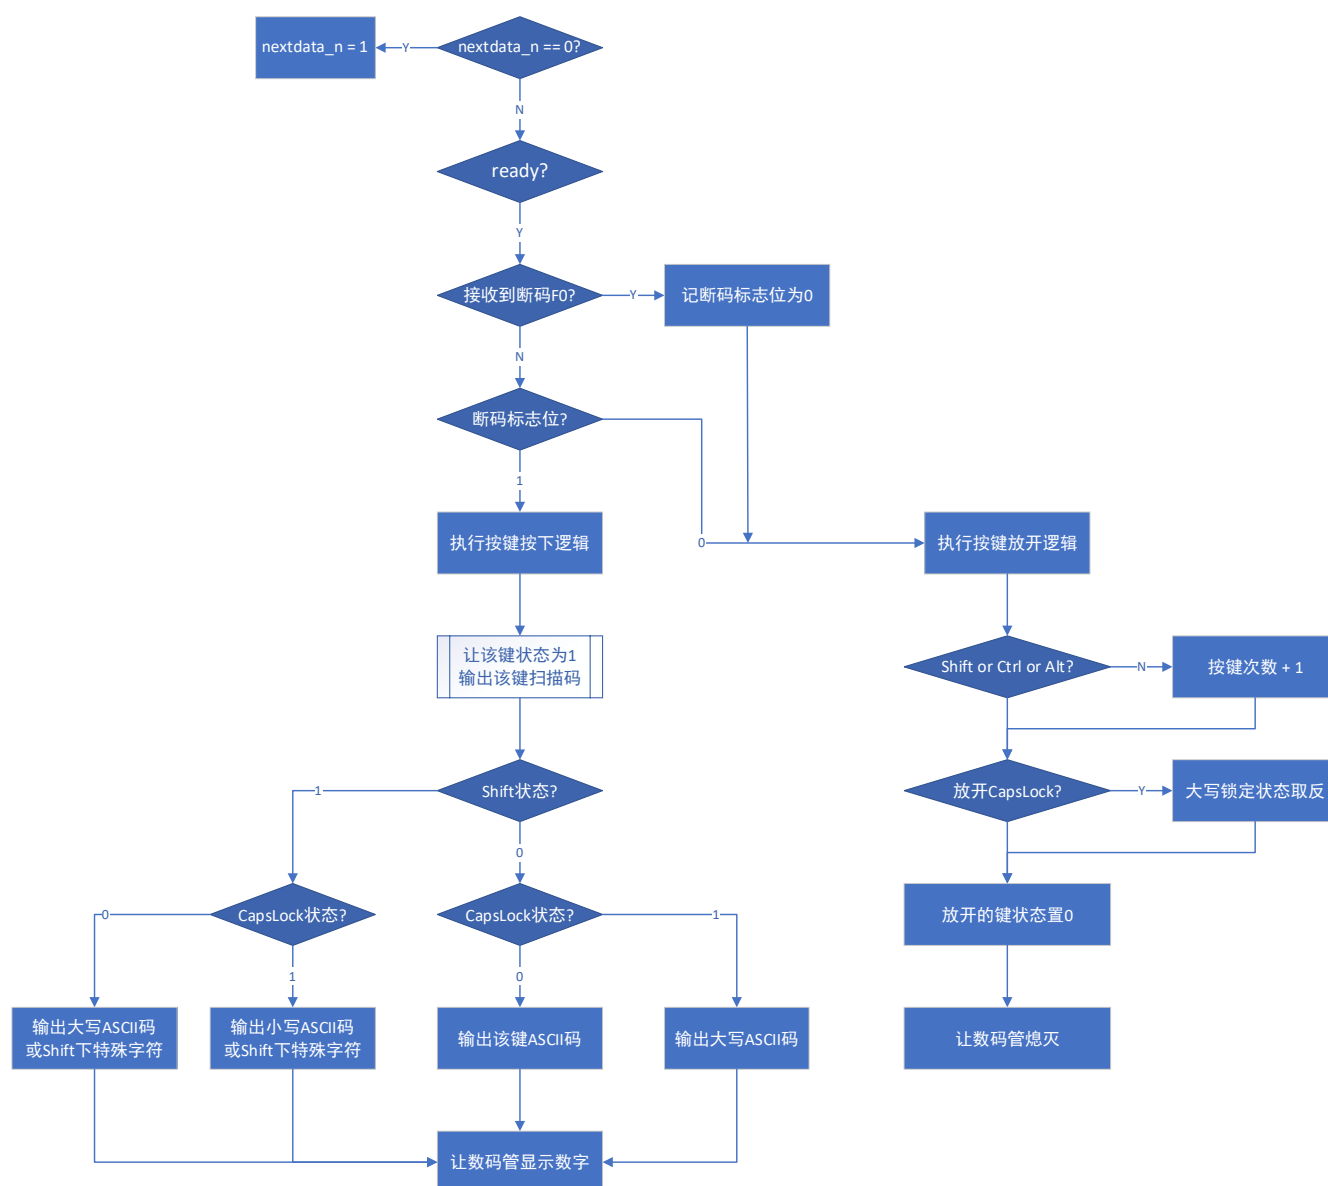 nextdata_n = 1
Y
nextdata_n == 0?
N
ready?
Y
接收到断码F0?
Y
记断码标志位为0
N
断码标志位?
1
0
执行按键按下逻辑
执行按键放开逻辑
让该键状态为1
输出该键扫描码
Shift or Ctrl or Alt?
N
按键次数 + 1
1
Shift状态?
放开CapsLock?
Y
大写锁定状态取反
0
0
CapsLock状态?
CapsLock状态?
1
放开的键状态置0
1
0
输出大写ASCII码
或Shift下特殊字符
输出小写ASCII码
或Shift下特殊字符
输出该键ASCII码
输出大写ASCII码
让数码管熄灭
让数码管显示数字